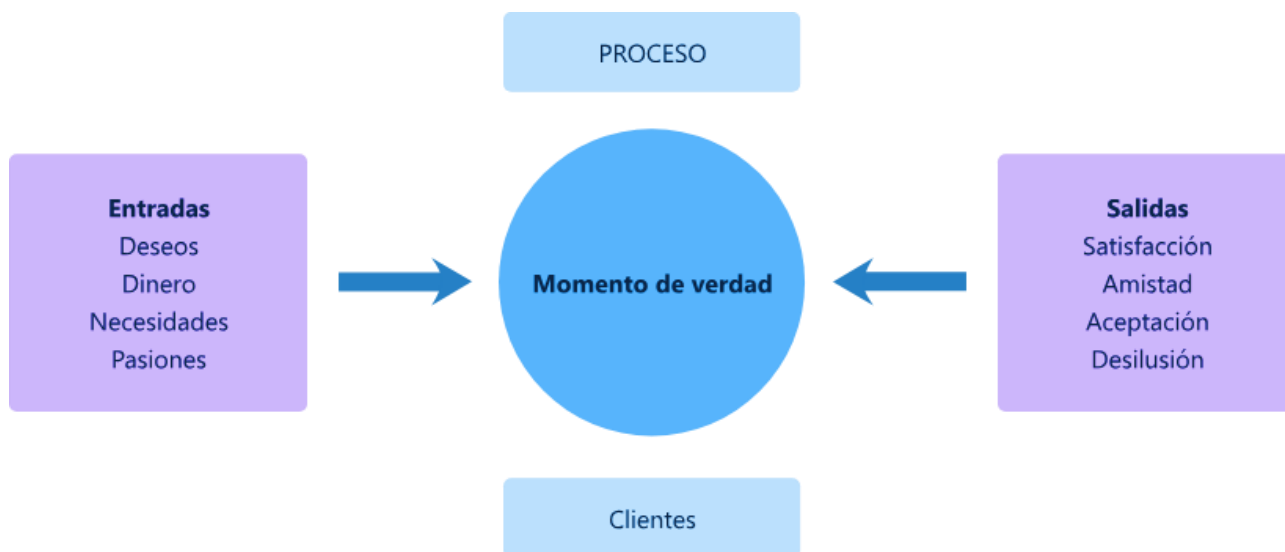 PROCESO
Entradas
Deseos
Dinero
Necesidades
Pasiones
Momento de verdad
Salidas
Satisfacción
Amistad
Aceptación
Desilusión
Clientes